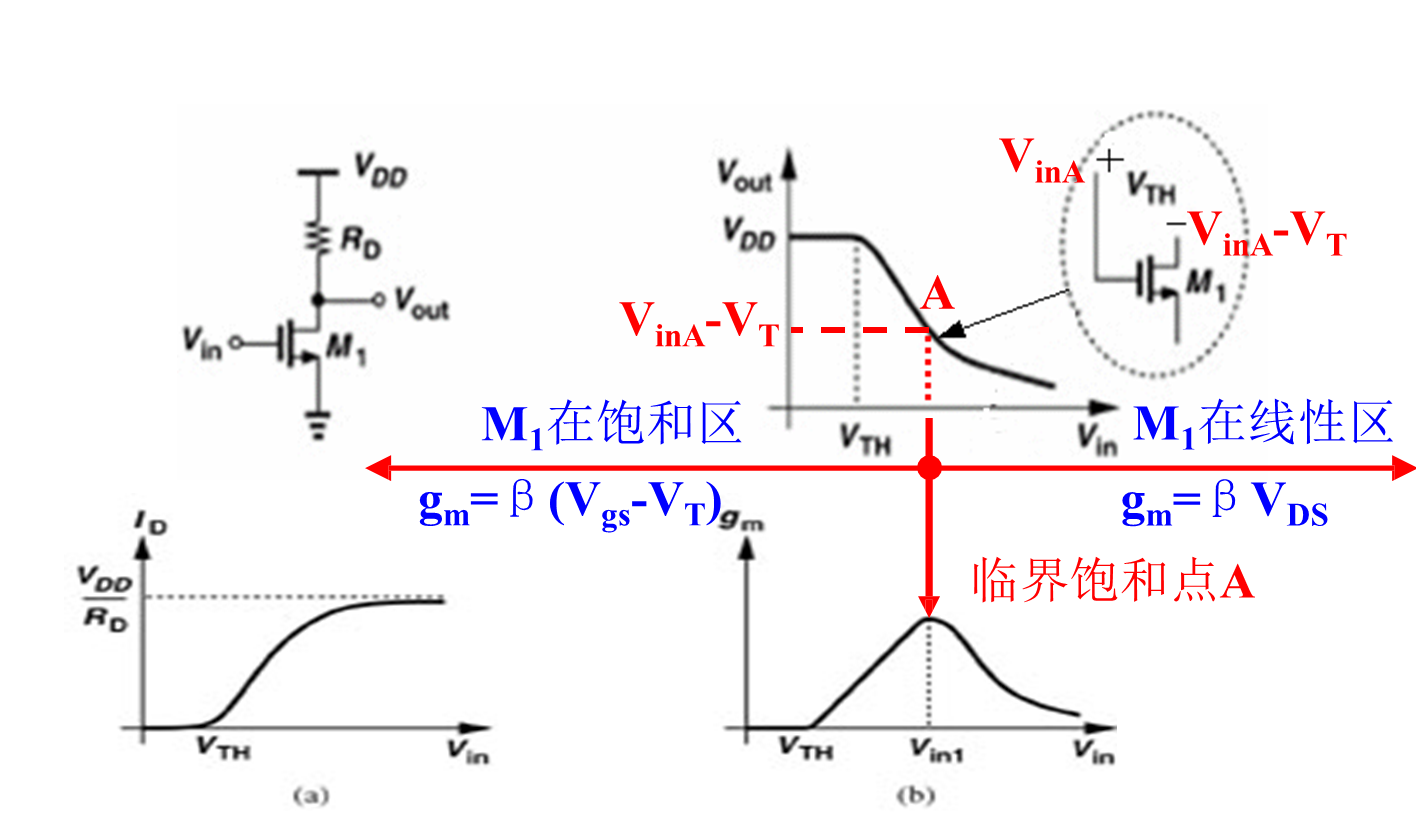 V_DD
R_D
V_out
V_in
M_1
V_out
V_DD
V_inA-V_T
A
V_TH
V_in
V_inA
+
V_TH
−
V_inA-V_T
M_1
M_1在饱和区
M_1在线性区
g_m=β(V_gs-V_T)
g_m=βV_DS
临界饱和点A
I_D
V_DD
R_D
V_TH
V_in
(a)
g_m
V_TH
V_in1
V_in
(b)